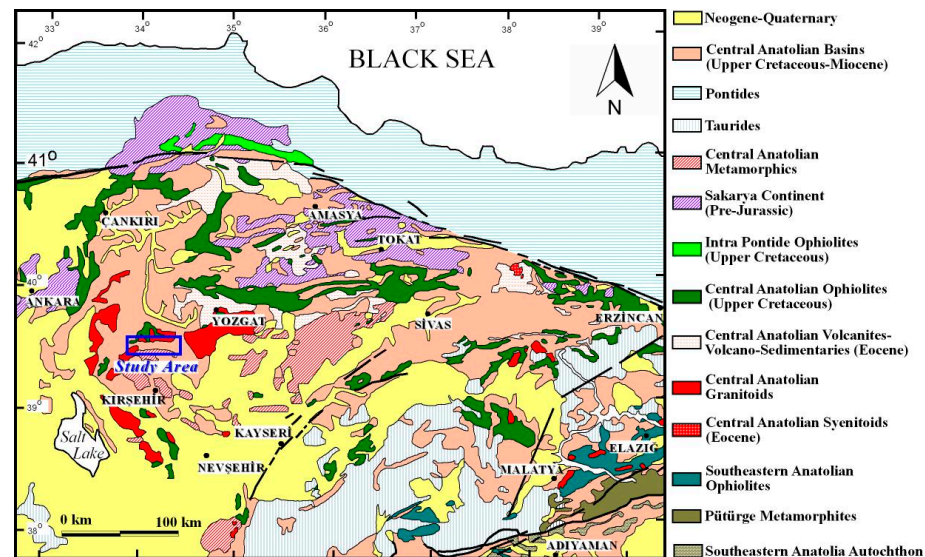 33°
34°
35°
36°
37°
38°
39°
42°
BLACK SEA
N
41°
ÇANKIRI
AMASYA
TOKAT
40°
ANKARA
YOZGAT
SİVAS
ERZİNCAN
Study Area
KIRŞEHİR
39°
Salt
Lake
KAYSERİ
NEVŞEHİR
ELAZIĞ
MALATYA
0 km 100 km
38°
ADIYAMAN
Neogene-Quaternary
Central Anatolian Basins
(Upper Cretaceous-Miocene)
Pontides
Taurides
Central Anatolian
Metamorphics
Sakarya Continent
(Pre-Jurassic)
Intra Pontide Ophiolites
(Upper Cretaceous)
Central Anatolian Ophiolites
(Upper Cretaceous)
Central Anatolian Volcanites-
Volcano-Sedimentaries (Eocene)
Central Anatolian
Granitoids
Central Anatolian Syenitoids
(Eocene)
Southeastern Anatolian
Ophiolites
Pütürge Metamorphites
Southeastern Anatolia Autochthon